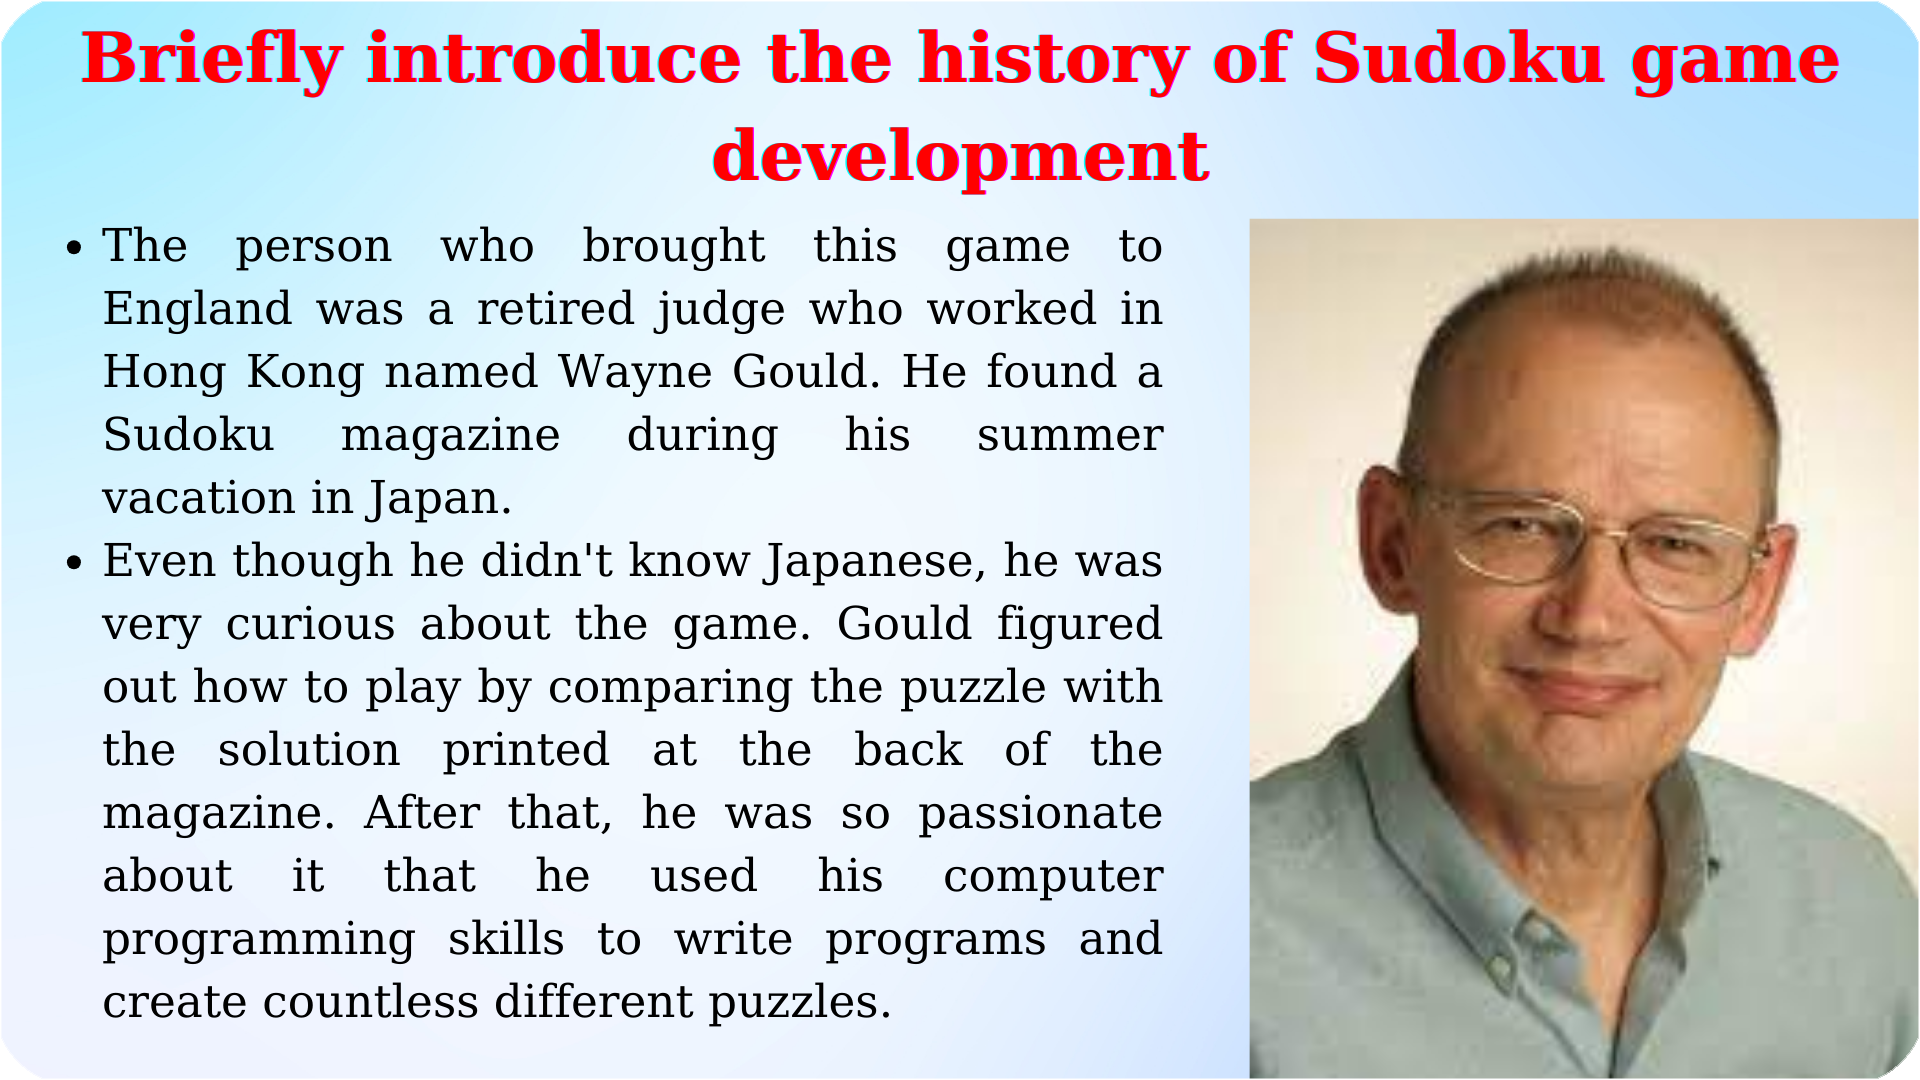 Briefly introduce the history of Sudoku game
development
• The person who brought this game to
England was a retired judge who worked in
Hong Kong named Wayne Gould. He found a
Sudoku magazine during his summer
vacation in Japan.
• Even though he didn't know Japanese, he was
very curious about the game. Gould figured
out how to play by comparing the puzzle with
the solution printed at the back of the
magazine. After that, he was so passionate
about it that he used his computer
programming skills to write programs and
create countless different puzzles.